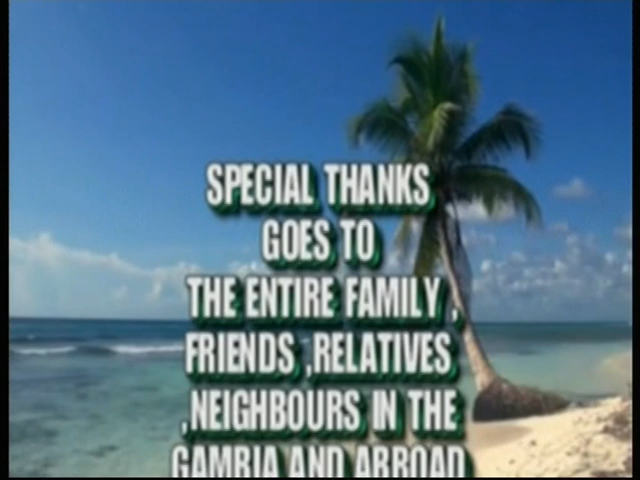 SPECIAL THANKS
GOES TO
THE ENTIRE FAMILY ,
FRIENDS ,RELATIVES
,NEIGHBOURS IN THE
GAMBIA AND ABROAD